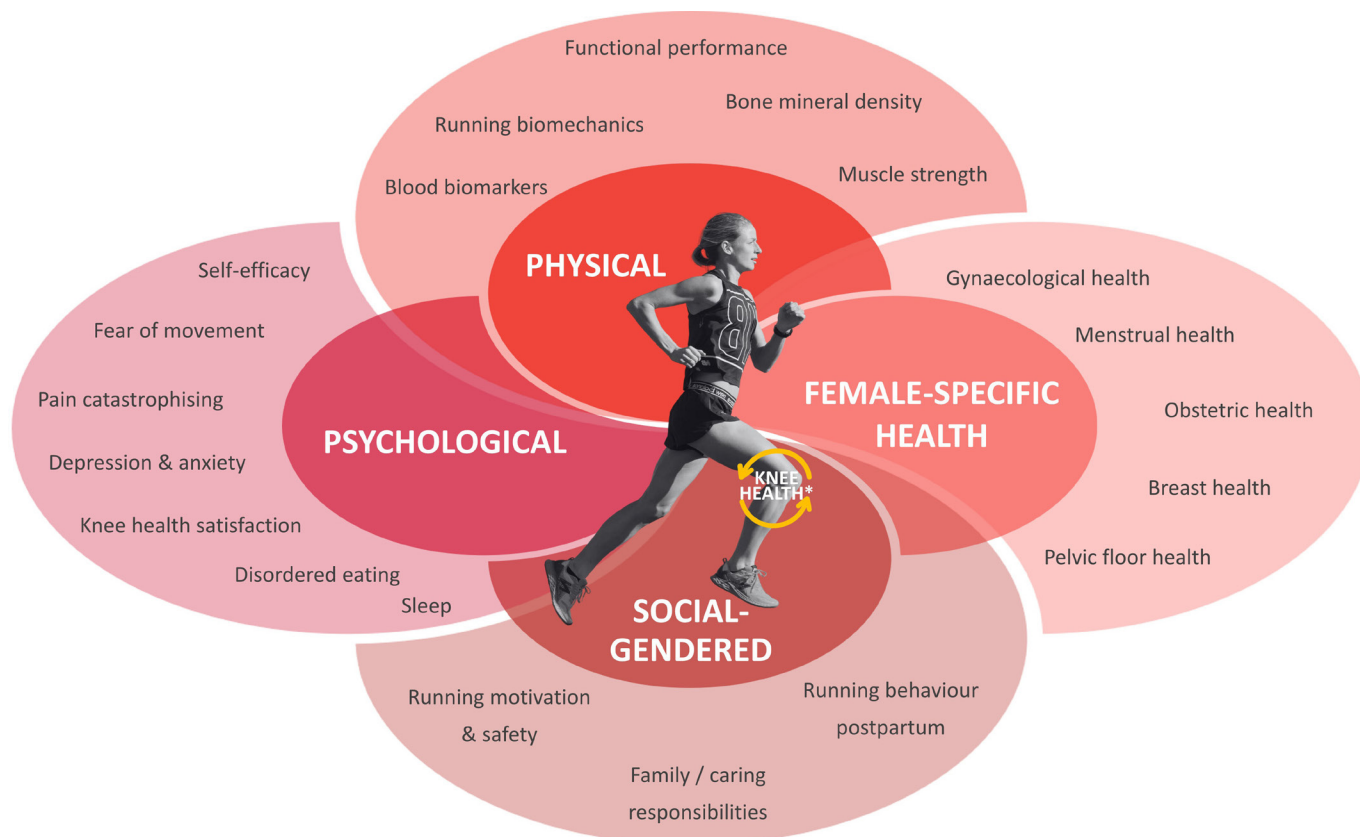 Functional performance
Bone mineral density
Running biomechanics
Muscle strength
Blood biomarkers
PHYSICAL
Self-efficacy
Fear of movement
Pain catastrophising
Depression & anxiety
Knee health satisfaction
Disordered eating
Sleep
PSYCHOLOGICAL
Gynaecological health
Menstrual health
Obstetric health
Breast health
Pelvic floor health
FEMALE-SPECIFIC
HEALTH
KNEE
HEALTH*
SOCIAL-
GENDERED
Running motivation
& safety
Running behaviour
postpartum
Family / caring
responsibilities